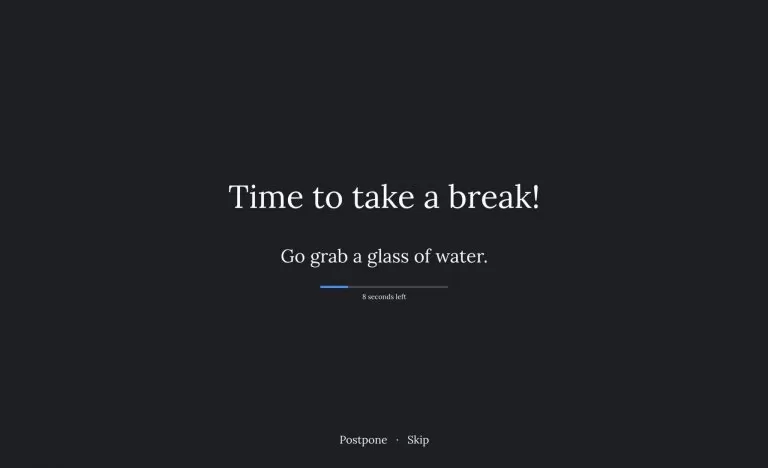 Time to take a break!
Go grab a glass of water.
8 seconds left
Postpone · Skip